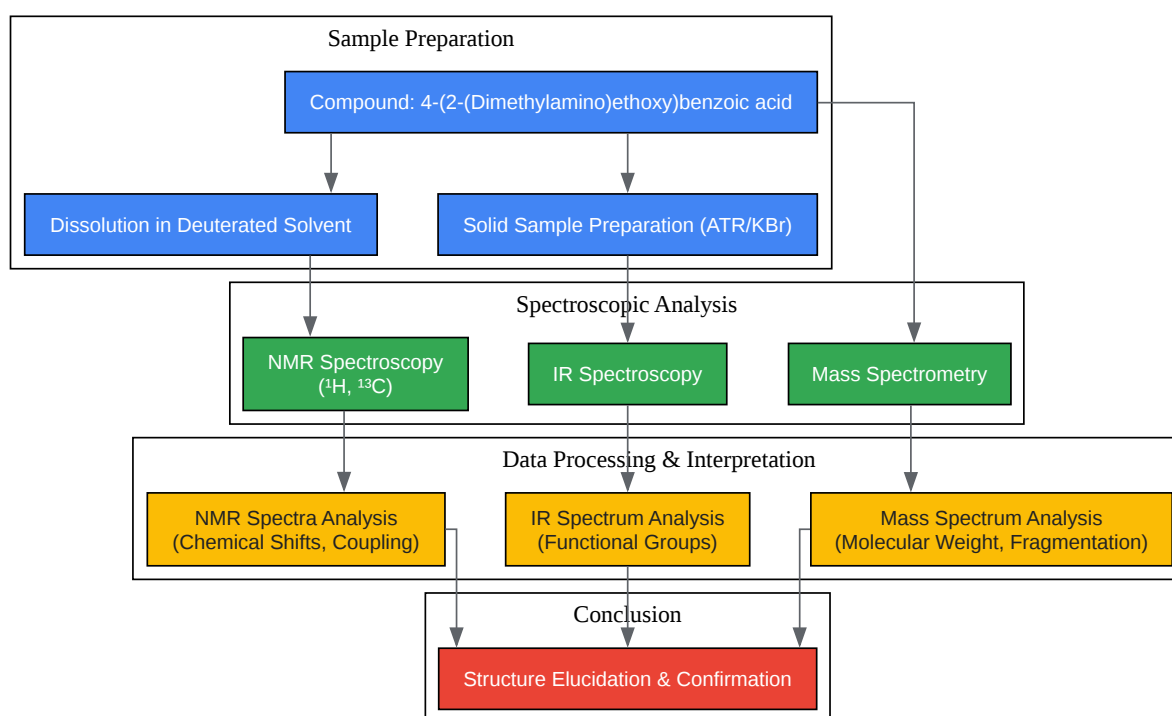 Sample Preparation
Compound: 4-(2-(Dimethylamino)ethoxy)benzoic acid
Dissolution in Deuterated Solvent
Solid Sample Preparation (ATR/KBr)
Spectroscopic Analysis
NMR Spectroscopy
(¹H, ¹³C)
IR Spectroscopy
Mass Spectrometry
Data Processing & Interpretation
NMR Spectra Analysis
(Chemical Shifts, Coupling)
IR Spectrum Analysis
(Functional Groups)
Mass Spectrum Analysis
(Molecular Weight, Fragmentation)
Conclusion
Structure Elucidation & Confirmation